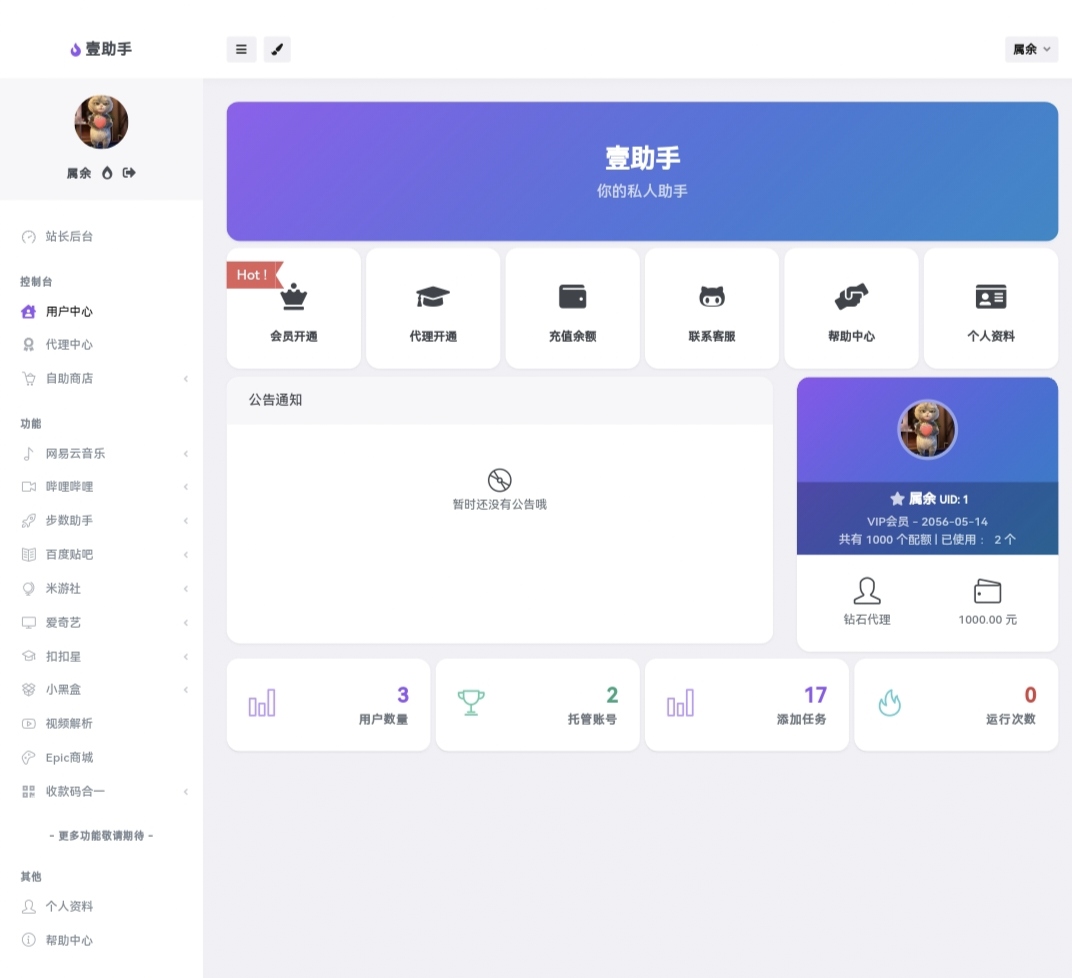 壹助手
属余
属余
站长后台
控制台
用户中心
代理中心
自助商店
功能
网易云音乐
哔哩哔哩
步数助手
百度贴吧
米游社
爱奇艺
扣扣星
小黑盒
视频解析
Epic商城
收款码合一
- 更多功能敬请期待 -
其他
个人资料
帮助中心
壹助手
你的私人助手
Hot !
会员开通
代理开通
充值余额
联系客服
帮助中心
个人资料
公告通知
暂时还没有公告哦
属余 UID: 1
VIP会员 - 2056-05-14
共有 1000 个配额 | 已使用： 2 个
钻石代理
1000.00 元
3
用户数量
2
托管账号
17
添加任务
0
运行次数